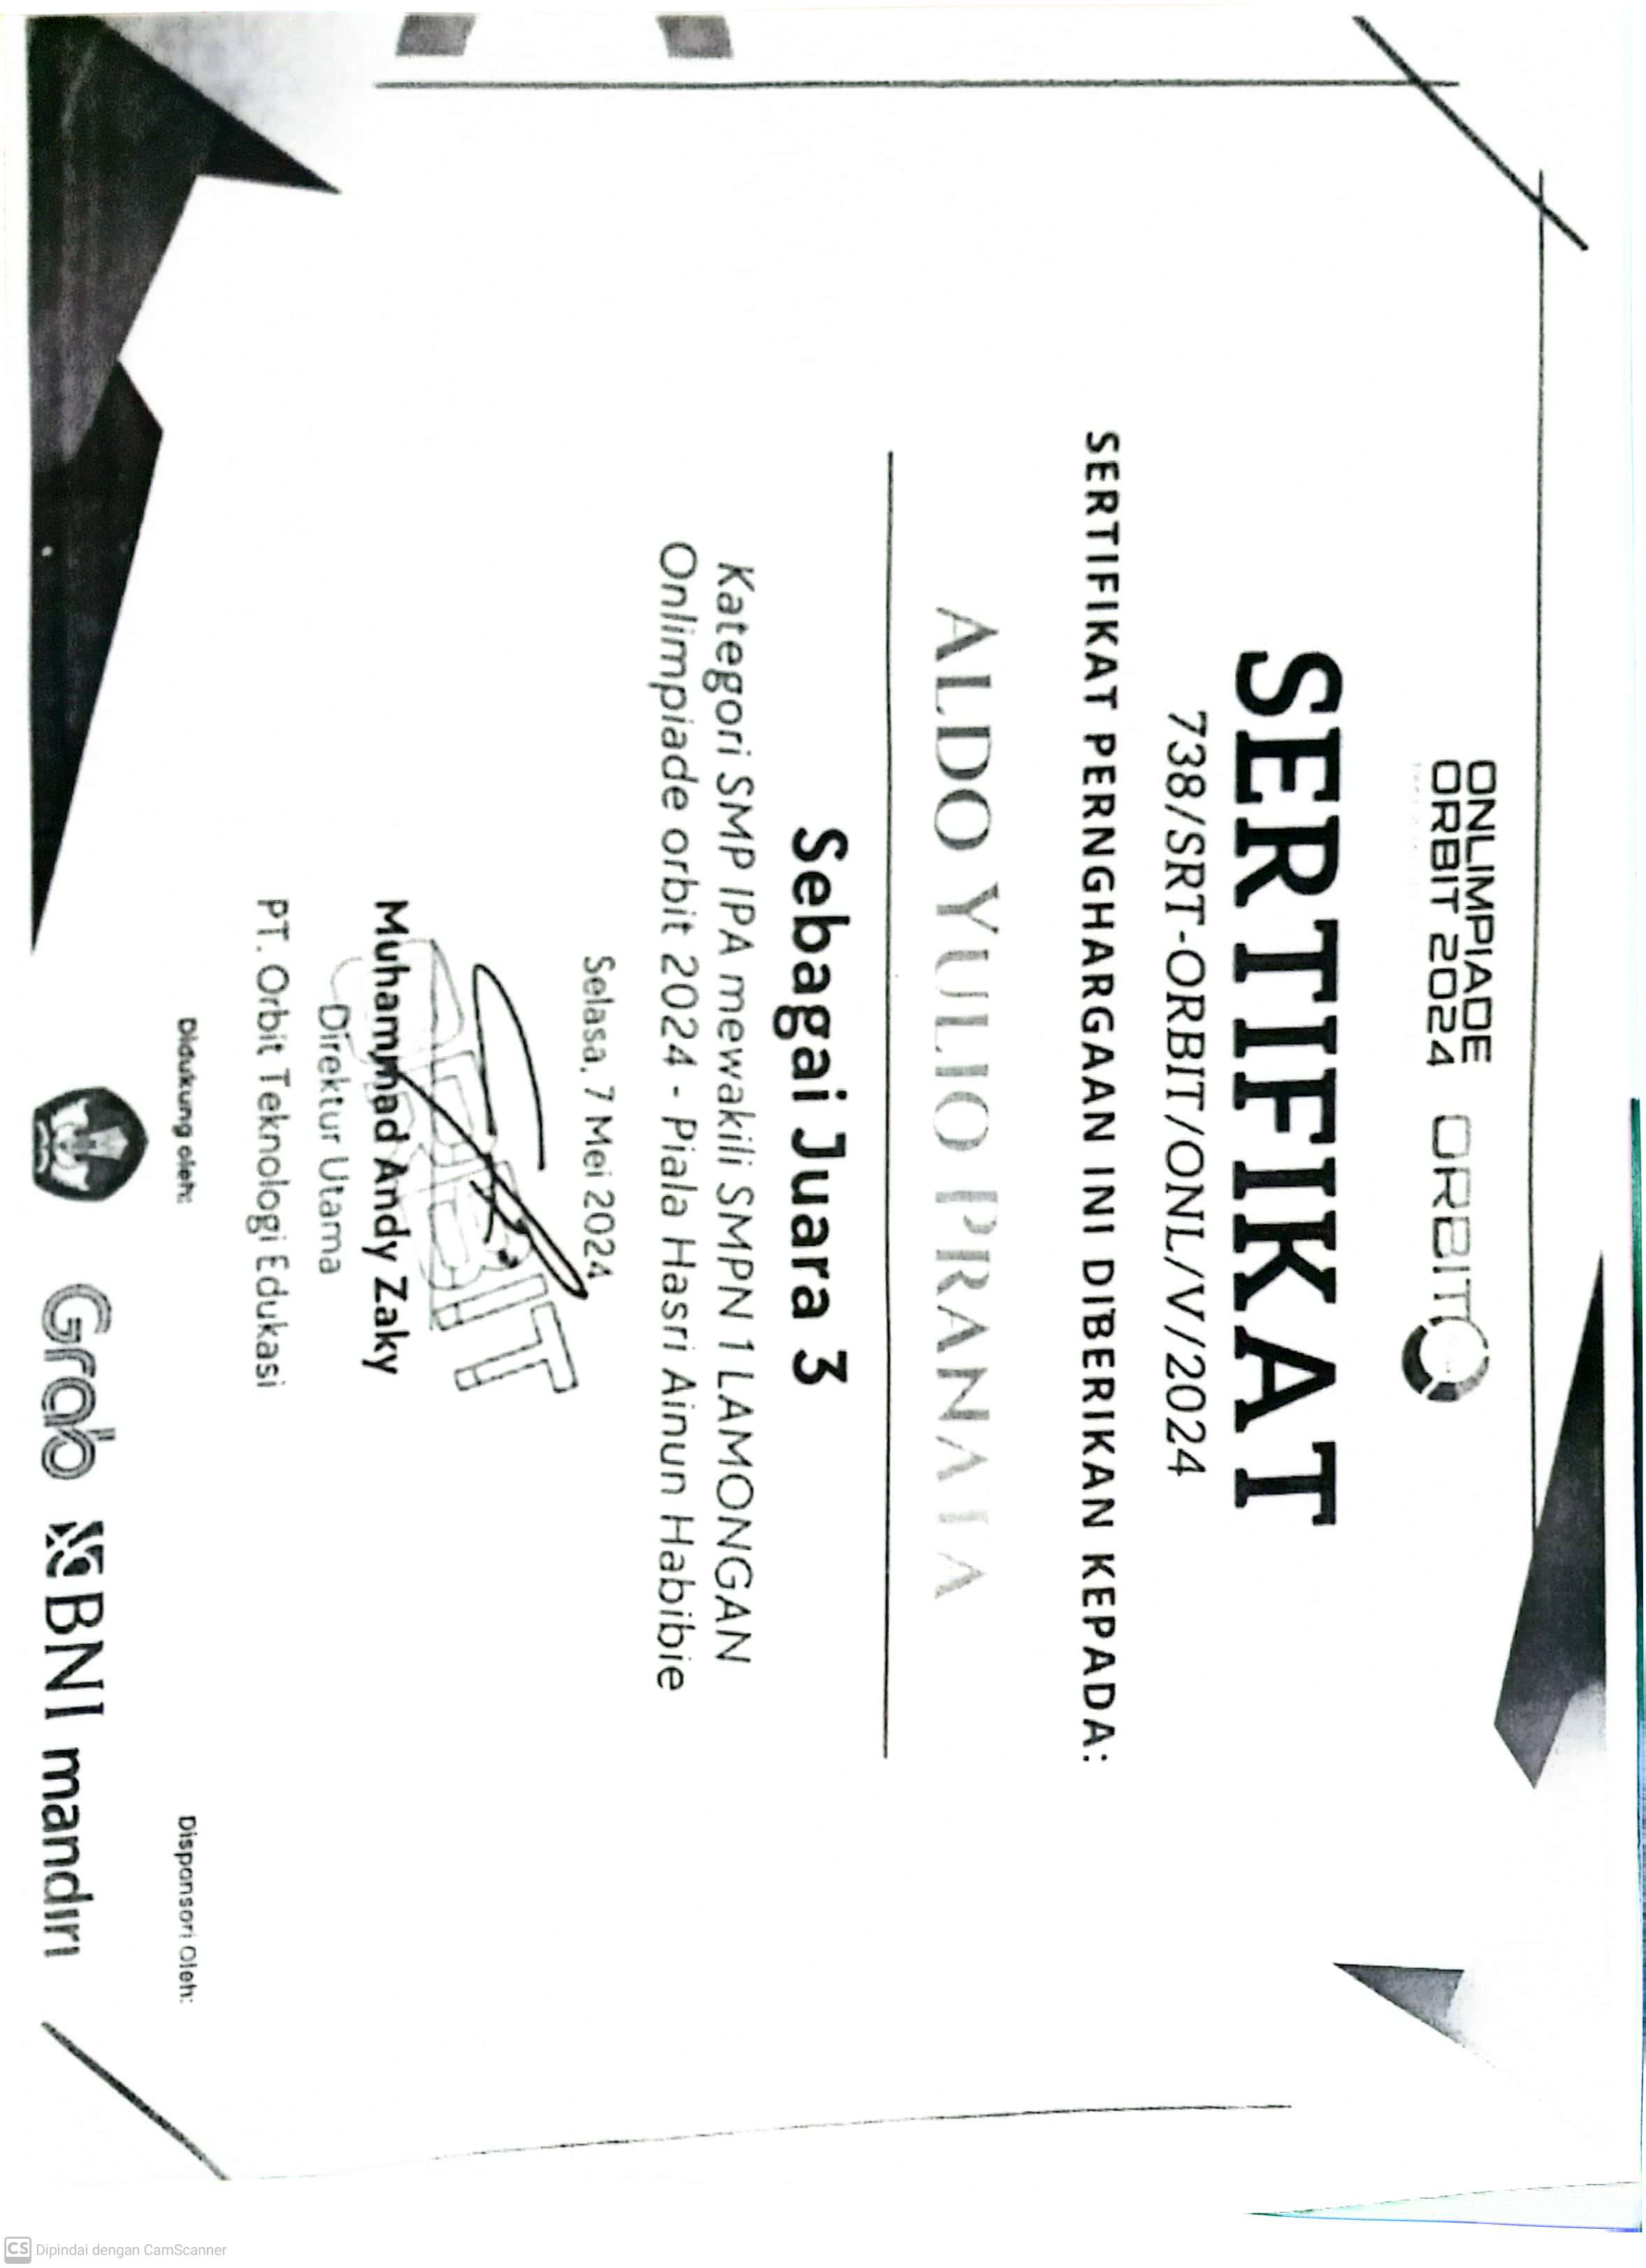 ONLIMPIADE
ORBIT 2024
ORBIT
SERTIFIKAT
738/SRT-ORBIT/ONL/V/2024
SERTIFIKAT PERNGHARGAAN INI DIBERIKAN KEPADA:
ALDO YULIO PRANATA
Sebagai Juara 3
Kategori SMP IPA mewakili SMPN 1 LAMONGAN
Onlimpiade orbit 2024 - Piala Hasri Ainun Habibie
Selasa, 7 Mei 2024
ORBIT
Muhammad Andy Zaky
Direktur Utama
PT. Orbit Teknologi Edukasi
Didukung oleh:
Disponsori Oleh:
Grab
BNI
mandiri
CS Dipindai dengan CamScanner